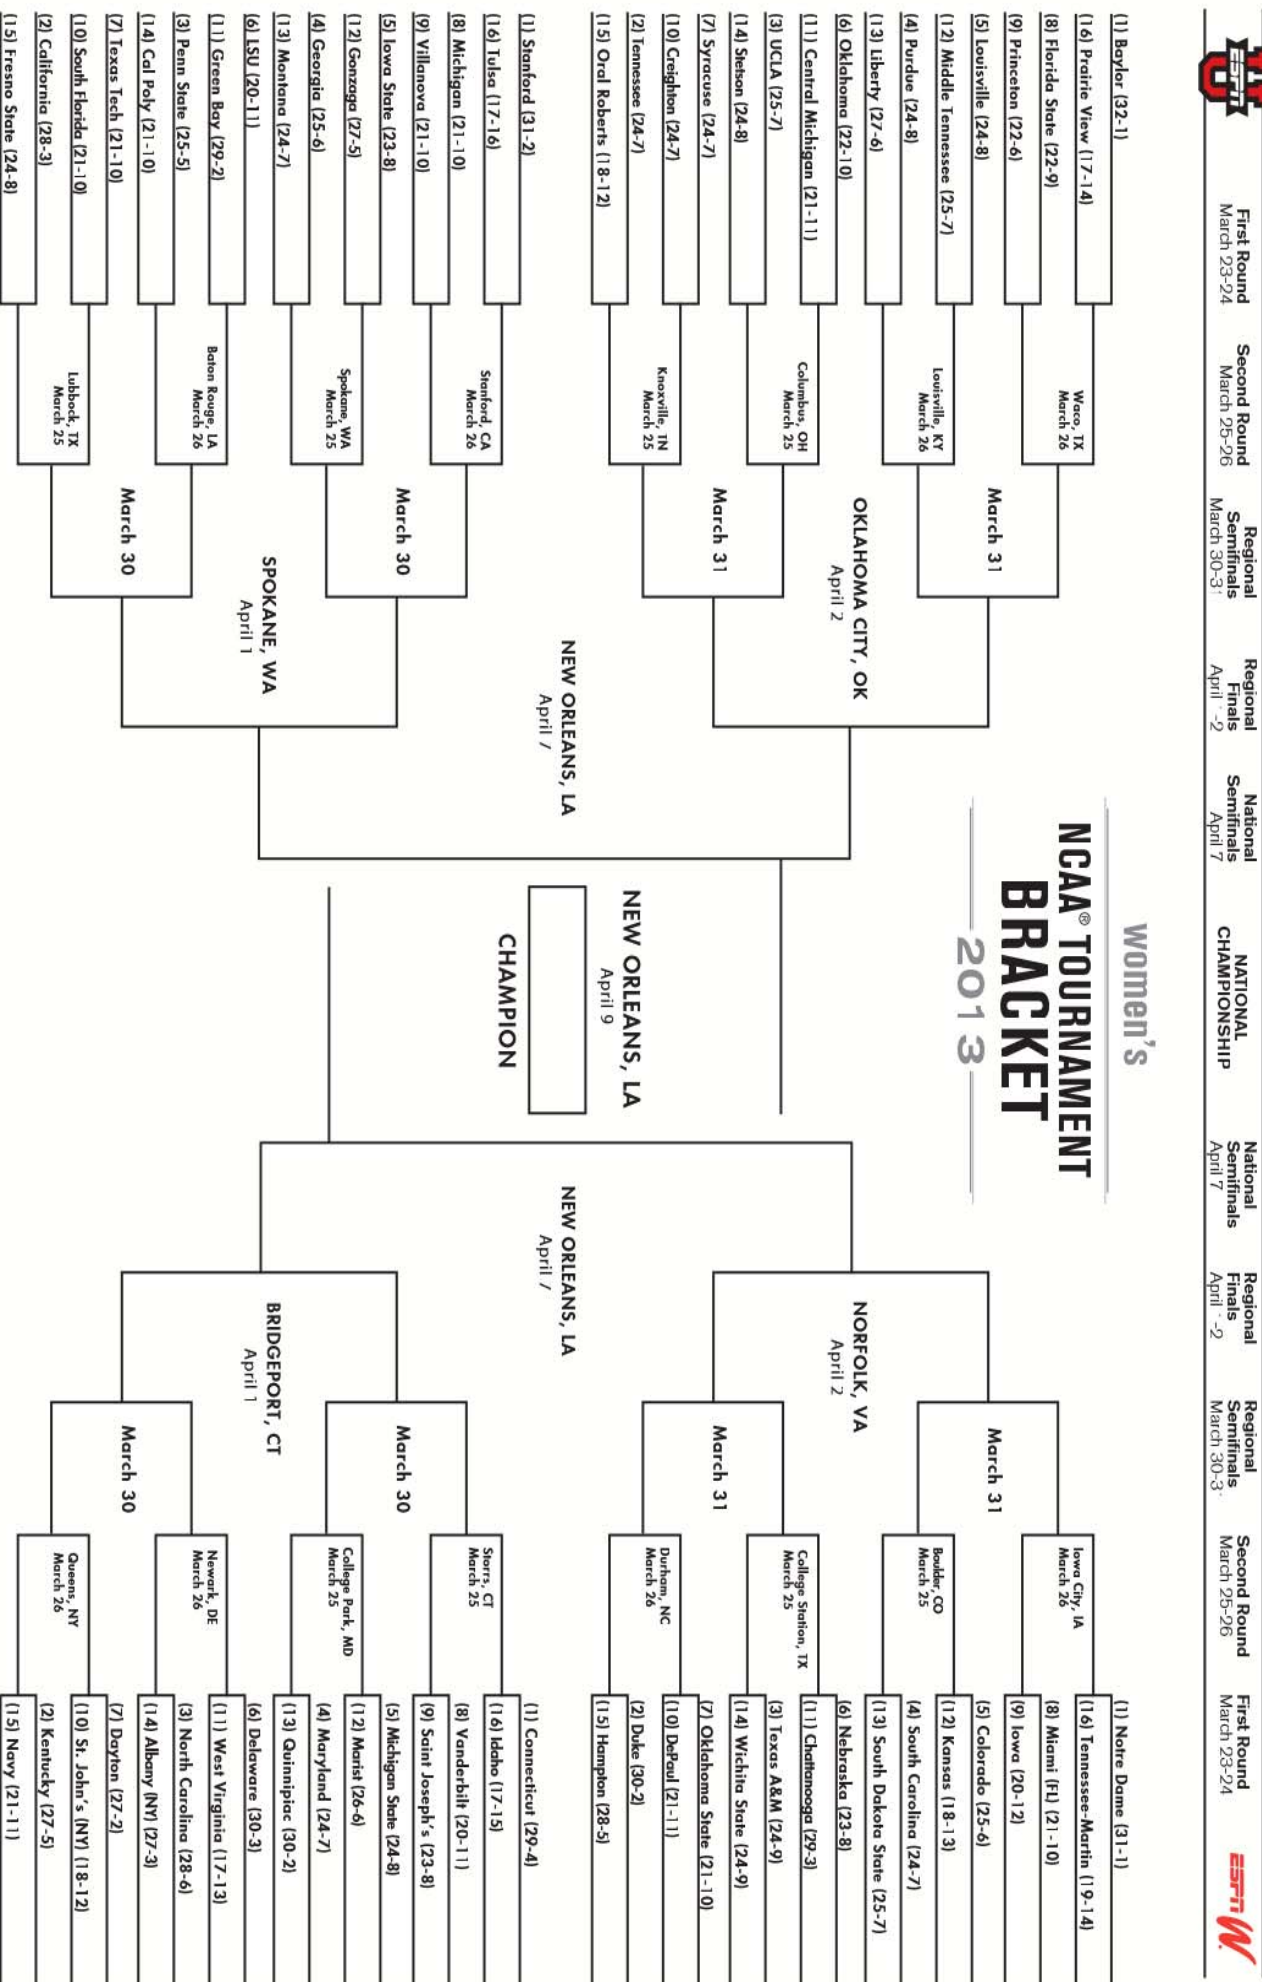 First Round
March 23-24
Second Round
March 25-26
Regional
Semifinals
March 30-31
Regional
Finals
April -2
National
Semifinals
April 7
NATIONAL
CHAMPIONSHIP
National
Semifinals
April 7
Regional
Finals
April -2
Regional
Semifinals
March 30-3
Second Round
March 25-26
First Round
March 23-24
ESPN W.
women's
NCAA® TOURNAMENT
BRACKET
2013
(1) Baylor (32-1)
(16) Prairie View (17-14)
(8) Florida State (22-9)
(9) Princeton (22-6)
(5) Louisville (24-8)
(12) Middle Tennessee (25-7)
(4) Purdue (24-8)
(13) Liberty (27-6)
(6) Oklahoma (22-10)
(11) Central Michigan (21-11)
(3) UCLA (25-7)
(14) Stetson (24-8)
(7) Syracuse (24-7)
(10) Creighton (24-7)
(2) Tennessee (24-7)
(15) Oral Roberts (18-12)
Waco, TX
March 26
Louisville, KY
March 26
Columbus, OH
March 25
Knoxville, TN
March 25
March 31
March 31
OKLAHOMA CITY, OK
April 2
(1) Stanford (31-2)
(16) Tulsa (17-16)
(8) Michigan (21-10)
(9) Villanova (21-10)
(5) Iowa State (23-8)
(12) Gonzaga (27-5)
(4) Georgia (25-6)
(13) Montana (24-7)
(6) LSU (20-11)
(11) Green Bay (29-2)
(3) Penn State (25-5)
(14) Cal Poly (21-10)
(7) Texas Tech (21-10)
(10) South Florida (21-10)
(2) California (28-3)
(15) Fresno State (24-8)
Stanford, CA
March 26
Spokane, WA
March 25
Baton Rouge, LA
March 26
Lubbock, TX
March 25
March 30
March 30
SPOKANE, WA
April 1
NEW ORLEANS, LA
April 7
NEW ORLEANS, LA
April 9
CHAMPION
NEW ORLEANS, LA
April 7
NORFOLK, VA
April 2
March 31
March 31
Iowa City, IA
March 26
Boulder, CO
March 25
College Station, TX
March 25
Durham, NC
March 26
(1) Notre Dame (31-1)
(16) Tennessee-Martin (19-14)
(8) Miami (FL) (21-10)
(9) Iowa (20-12)
(5) Colorado (25-6)
(12) Kansas (18-13)
(4) South Carolina (24-7)
(13) South Dakota State (25-7)
(6) Nebraska (23-8)
(11) Chattanooga (29-3)
(3) Texas A&M (24-9)
(14) Wichita State (24-9)
(7) Oklahoma State (21-10)
(10) DePaul (21-11)
(2) Duke (30-2)
(15) Hampton (28-5)
BRIDGEPORT, CT
April 1
March 30
March 30
Storrs, CT
March 25
College Park, MD
March 25
Newark, DE
March 26
Queens, NY
March 26
(1) Connecticut (29-4)
(16) Idaho (17-15)
(8) Vanderbilt (20-11)
(9) Saint Joseph's (23-8)
(5) Michigan State (24-8)
(12) Marist (26-6)
(4) Maryland (24-7)
(13) Quinnipiac (30-2)
(6) Delaware (30-3)
(11) West Virginia (17-13)
(3) North Carolina (28-6)
(14) Albany (NY) (27-3)
(7) Dayton (27-2)
(10) St. John's (NY) (18-12)
(2) Kentucky (27-5)
(15) Navy (21-11)